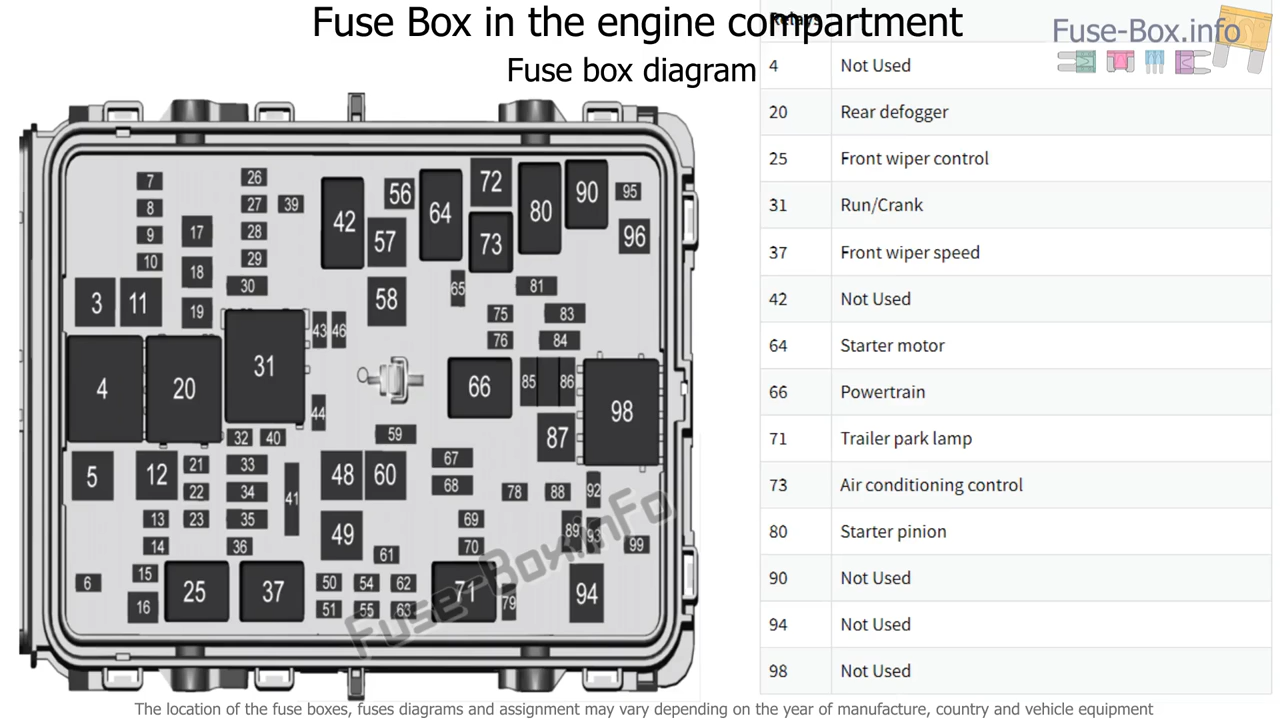 Fuse Box in the engine compartment
Fuse box diagram
Fuse-Box.info
Relays
4 Not Used
20 Rear defogger
25 Front wiper control
31 Run/Crank
37 Front wiper speed
42 Not Used
64 Starter motor
66 Powertrain
71 Trailer park lamp
73 Air conditioning control
80 Starter pinion
90 Not Used
94 Not Used
98 Not Used
7 26 56 72 90 95
8 27 39 42 64 80
9 17 28 57 73 96
10 18 29
3 11 19 30 58 65 81
75 83
43 46 76 84
4 20 31 66 85 86 98
44
32 40 59 87
5 12 21 33 48 60 67
22 34 41 68 78 88 92
13 23 35 49 69 89 93
14 36 61 70 99
6 15 25 37 50 54 62 71 94
16 51 55 63 79
Fuse-Box.info
The location of the fuse boxes, fuses diagrams and assignment may vary depending on the year of manufacture, country and vehicle equipment